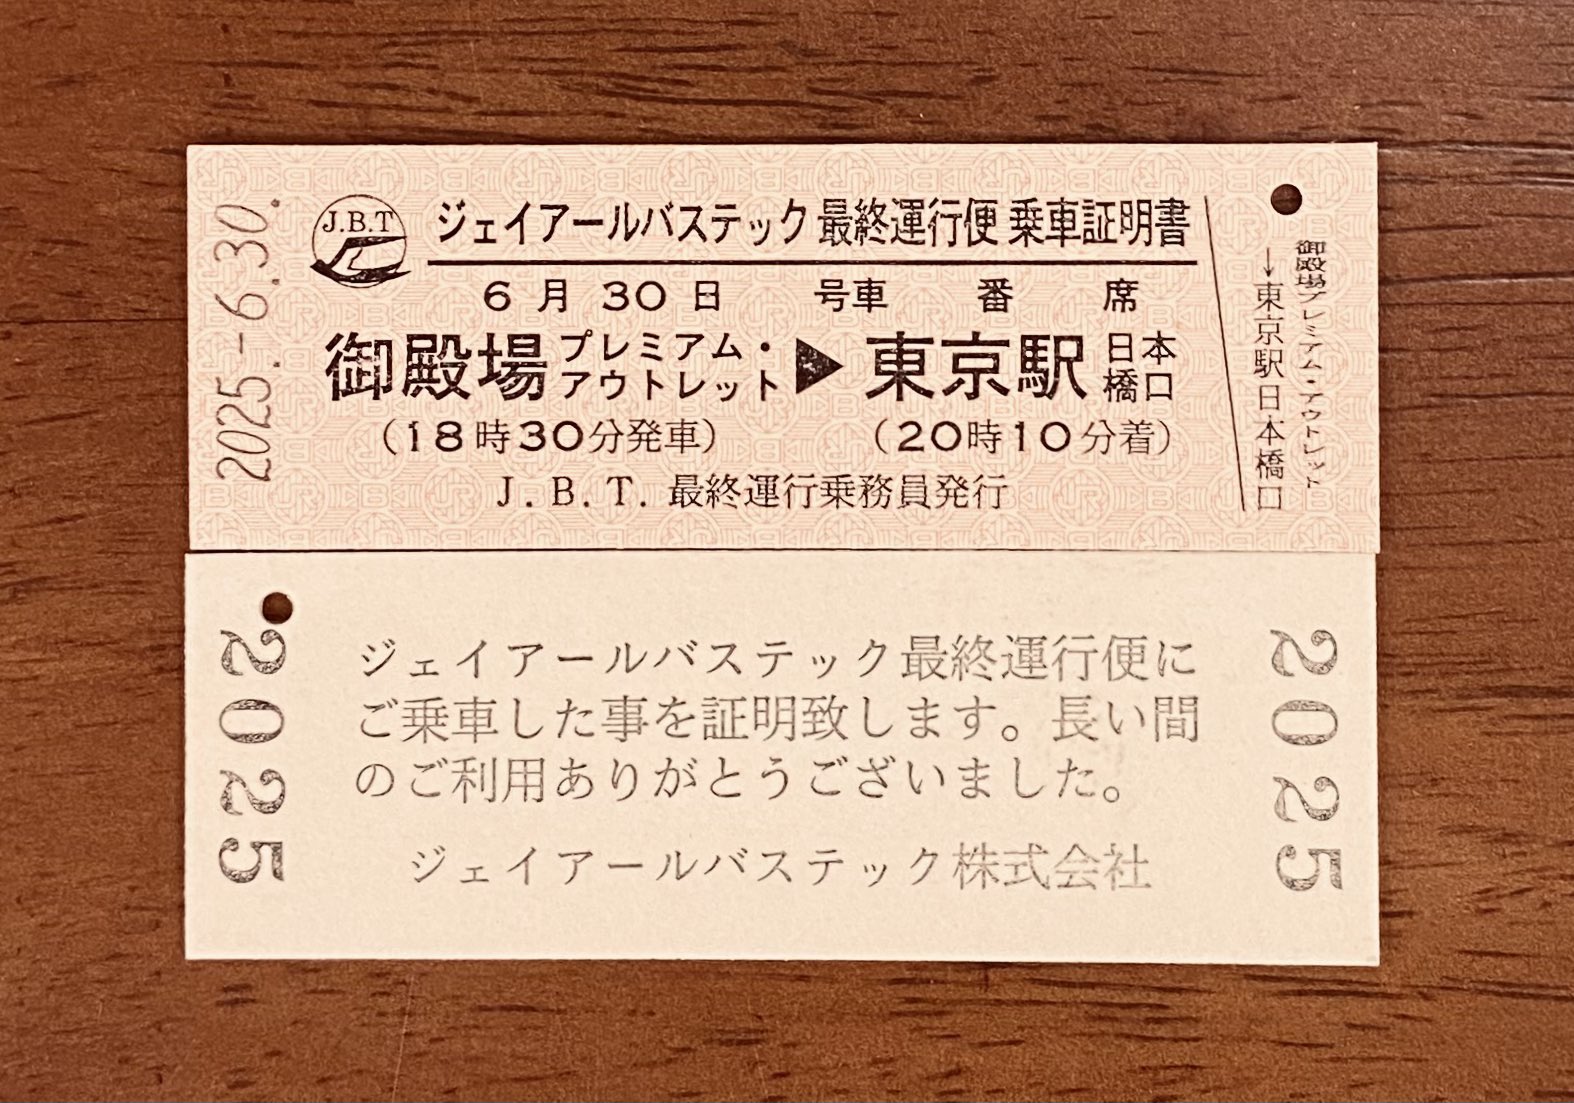 2025.-6.30.
J.B.T
ジェイアールバステック 最終運行便 乗車証明書
6月30日 号車 番 席
御殿場 プレミアム・アウトレット ▶ 東京駅 日本橋口
(18時30分発車) (20時10分着)
J.B.T. 最終運行乗務員発行
御殿場プレミアム・アウトレット
→東京駅日本橋口
2025
ジェイアールバステック最終運行便に
ご乗車した事を証明致します。長い間
のご利用ありがとうございました。
ジェイアールバステック株式会社
2025